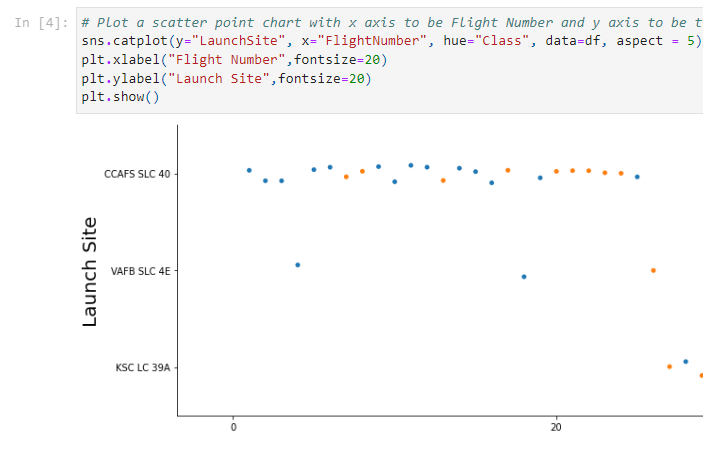 In [4]:
# Plot a scatter point chart with x axis to be Flight Number and y axis to be t
sns.catplot(y="LaunchSite", x="FlightNumber", hue="Class", data=df, aspect = 5)
plt.xlabel("Flight Number",fontsize=20)
plt.ylabel("Launch Site",fontsize=20)
plt.show()
CCAFS SLC 40
VAFB SLC 4E
KSC LC 39A
Launch Site
0
20